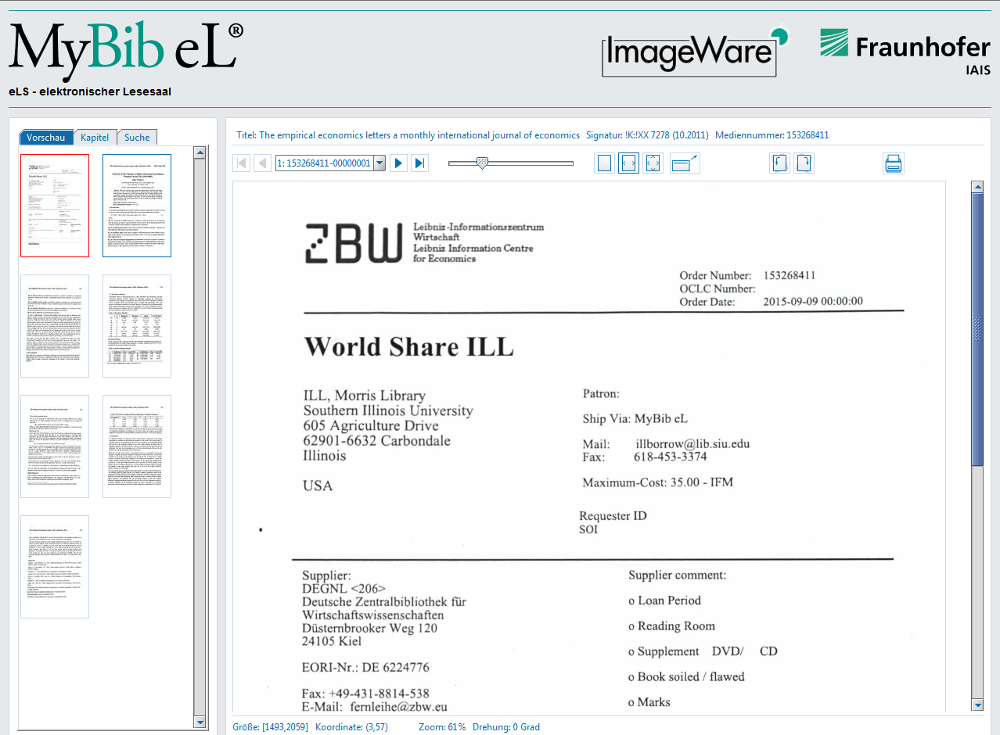 MyBib eL®
eLS - elektronischer Lesesaal
ImageWare
Fraunhofer
IAIS
Vorschau Kapitel Suche
Titel: The empirical economics letters a monthly international journal of economics Signatur: !K:!XX 7278 (10.2011) Mediennummer: 153268411
1: 153268411-00000001
ZBW
Leibniz-Informationszentrum
Wirtschaft
Leibniz Information Centre
for Economics
Order Number: 153268411
OCLC Number:
Order Date: 2015-09-09 00:00:00
World Share ILL
ILL, Morris Library
Southern Illinois University
605 Agriculture Drive
62901-6632 Carbondale
Illinois
USA
Patron:
Ship Via: MyBib eL
Mail: illborrow@lib.siu.edu
Fax: 618-453-3374
Maximum-Cost: 35.00 - IFM
Requester ID
SOI
Supplier:
DEGNL <206>
Deutsche Zentralbibliothek für
Wirtschaftswissenschaften
Düsternbrooker Weg 120
24105 Kiel
EORI-Nr.: DE 6224776
Fax: +49-431-8814-538
E-Mail: fernleihe@zbw.eu
Supplier comment:
o Loan Period
o Reading Room
o Supplement DVD/ CD
o Book soiled / flawed
o Marks
Größe: [1493,2059] Koordinate: (3,57) Zoom: 61% Drehung: 0 Grad